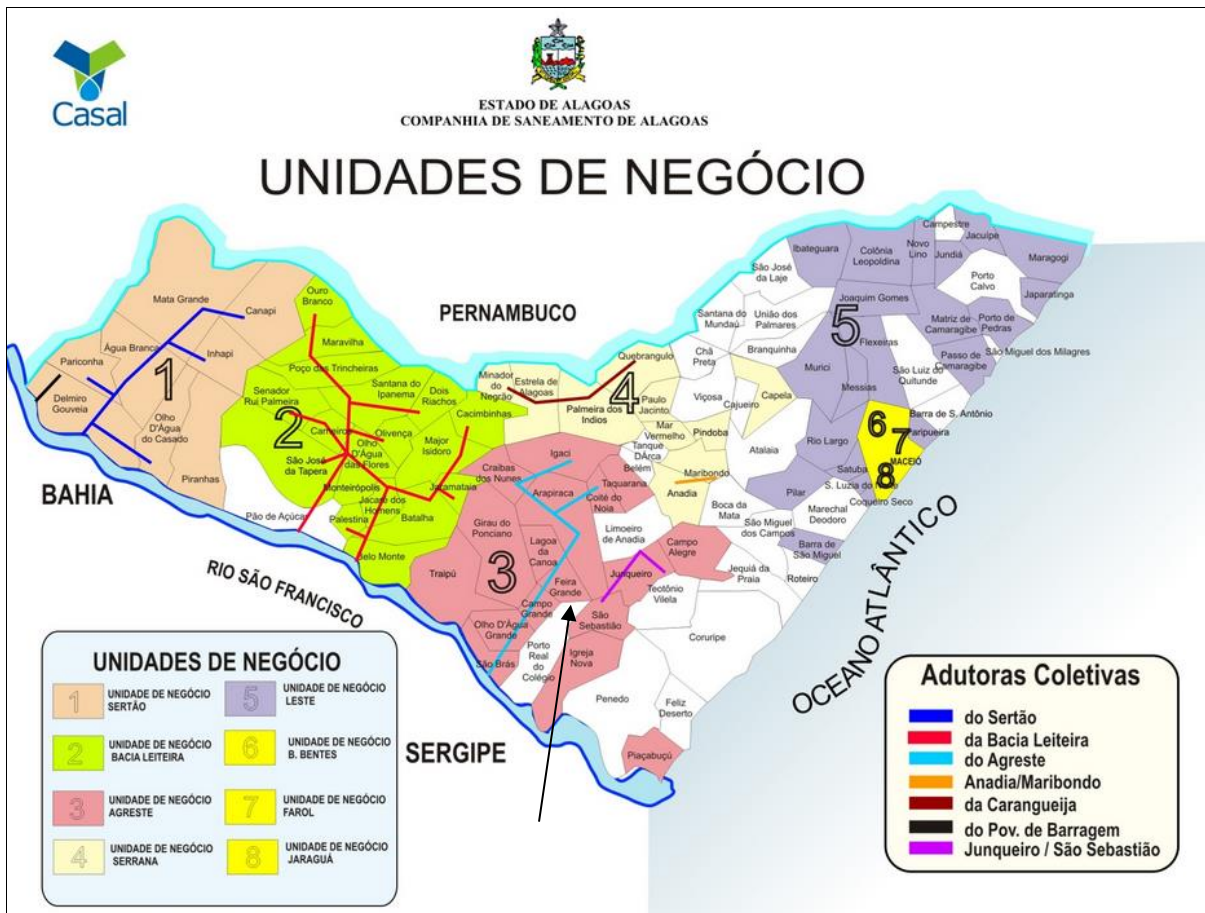 Casal
ESTADO DE ALAGOAS
COMPANHIA DE SANEAMENTO DE ALAGOAS
UNIDADES DE NEGÓCIO
PERNAMBUCO
BAHIA
SERGIPE
RIO SÃO FRANCISCO
OCEANO ATLÂNTICO
1
Mata Grande
Canapi
Água Branca
Inhapi
Pariconha
Delmiro
Gouveia
Olho
D'Água
do Casado
Piranhas
2
Ouro
Branco
Maravilha
Poço das Trincheiras
Senador
Rui Palmeira
Santana do
Ipanema
Dois
Riachos
Cacimbinhas
Carneiros
Olivença
Olho
D'Água
das Flores
Major
Isidoro
São José
da Tapera
Monteirópolis
Jacaré dos
Homens
Jaramataia
Pão de Açúcar
Palestina
Batalha
Belo Monte
3
Igaci
Craíbas
dos Nunes
Arapiraca
Coité do
Noia
Taquarana
Belém
Girau do
Ponciano
Lagoa
da Canoa
Limoeiro
de Anadia
Campo
Alegre
Traipú
Feira
Grande
Junqueiro
Teotônio
Vilela
Campo
Grande
São
Sebastião
Olho D'Água
Grande
São Brás
Porto
Real
do
Colégio
Igreja
Nova
Penedo
Feliz
Deserto
Piaçabuçú
Coruripe
4
Minador
do
Negrão
Estrela de
Alagoas
Quebrangulo
Palmeira dos
Indios
Paulo
Jacinto
Mar
Vermelho
Pindoba
Tanque
DÀrca
Maribondo
Anadia
Chã
Preta
Viçosa
Cajueiro
Capela
Atalaia
Boca da
Mata
São Miguel
dos Campos
Jequiá da
Praia
Roteiro
5
São José
da Laje
Ibateguara
Colônia
Leopoldina
Novo
Lino
Campestre
Jundiá
Jacuípe
Maragogi
Porto
Calvo
Japaratinga
Santana do
Mundaú
União dos
Palmares
Joaquim Gomes
Matriz de
Camaragibe
Porto de
Pedras
Branquinha
Flexeiras
Passo de
Camaragibe
São Miguel dos Milagres
Murici
Messias
São Luiz do
Quitunde
Barra de S. Antônio
Rio Largo
Satuba
Pilar
Coqueiro Seco
Marechal
Deodoro
Barra de
São Miguel
6
7
MACEIÓ
8
UNIDADES DE NEGÓCIO
1 UNIDADE DE NEGÓCIO
SERTÃO
2 UNIDADE DE NEGÓCIO
BACIA LEITEIRA
3 UNIDADE DE NEGÓCIO
AGRESTE
4 UNIDADE DE NEGÓCIO
SERRANA
5 UNIDADE DE NEGÓCIO
LESTE
6 UNIDADE DE NEGÓCIO
B. BENTES
7 UNIDADE DE NEGÓCIO
FAROL
8 UNIDADE DE NEGÓCIO
JARAGUÁ
Adutoras Coletivas
do Sertão
da Bacia Leiteira
do Agreste
Anadia/Maribondo
da Carangueija
do Pov. de Barragem
Junqueiro / São Sebastião